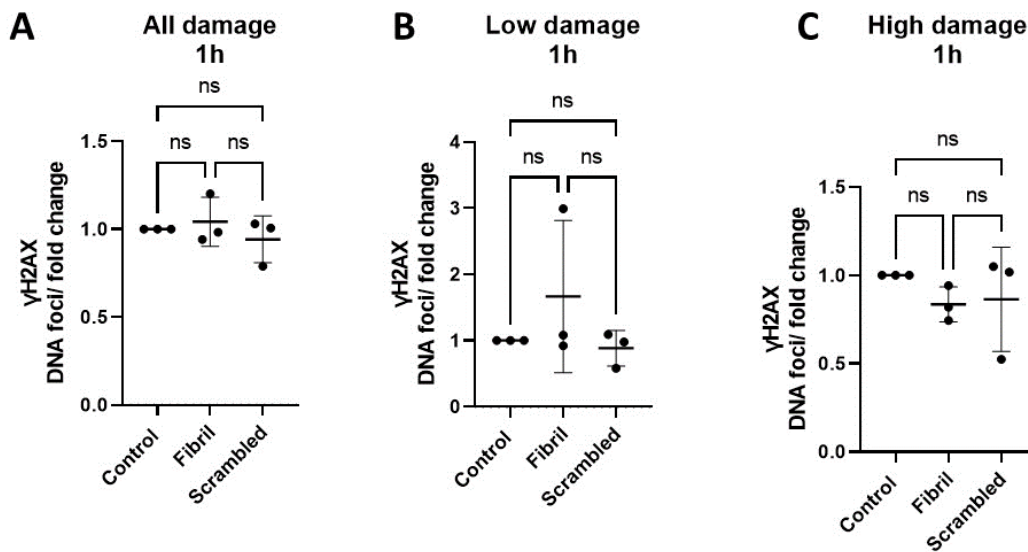 A
All damage
1h
ns
ns
ns
γH2AX
DNA foci/ fold change
1.5
1.0
0.5
0.0
Control
Fibril
Scrambled
B
Low damage
1h
ns
ns
ns
γH2AX
DNA foci/ fold change
4
3
2
1
0
Control
Fibril
Scrambled
C
High damage
1h
ns
ns
ns
γH2AX
DNA foci/ fold change
1.5
1.0
0.5
0.0
Control
Fibril
Scrambled